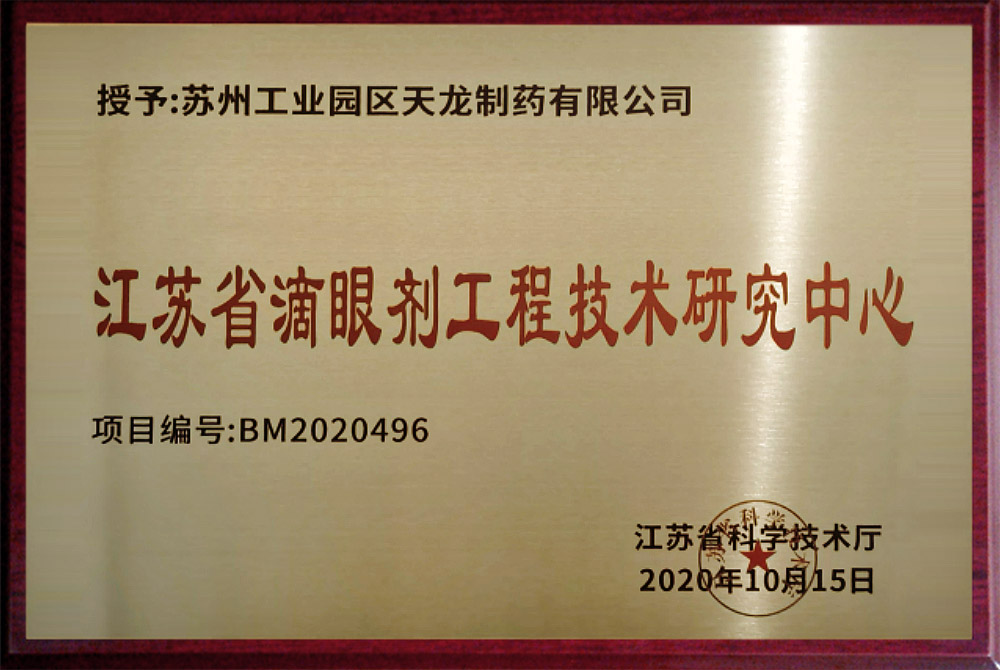 授予:苏州工业园区天龙制药有限公司
江苏省滴眼剂工程技术研究中心
项目编号:BM2020496
江苏省科学技术厅
2020年10月15日